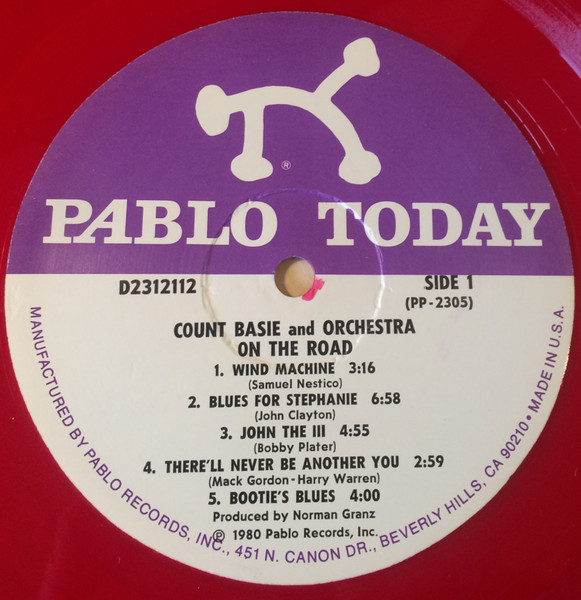 ®
PABLO TODAY
D2312112
SIDE 1
(PP-2305)
COUNT BASIE and ORCHESTRA
ON THE ROAD
1. WIND MACHINE 3:16
(Samuel Nestico)
2. BLUES FOR STEPHANIE 6:58
(John Clayton)
3. JOHN THE III 4:55
(Bobby Plater)
4. THERE'LL NEVER BE ANOTHER YOU 2:59
(Mack Gordon-Harry Warren)
5. BOOTIE'S BLUES 4:00
Produced by Norman Granz
℗ 1980 Pablo Records, Inc.
MANUFACTURED BY PABLO RECORDS, INC., 451 N. CANON DR., BEVERLY HILLS, CA 90210 • MADE IN U.S.A.